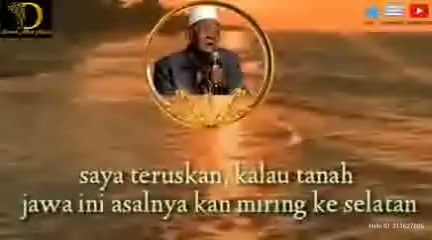 saya teruskan, kalau tanah
jawa ini asalnya kan miring ke selatan